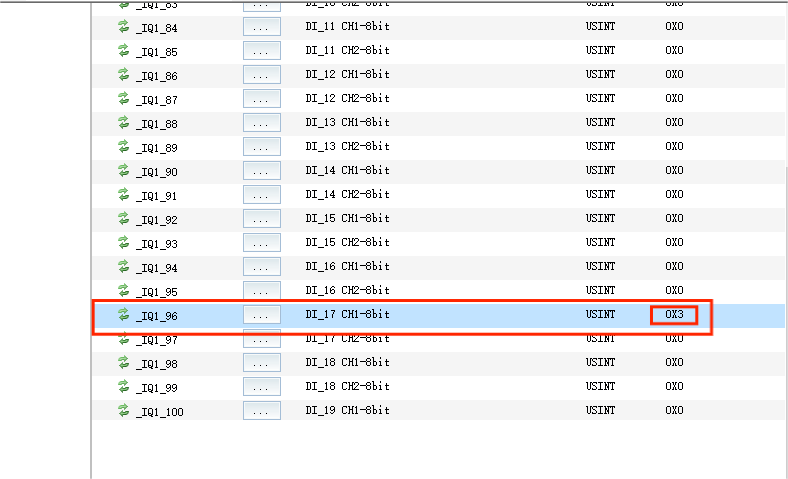 _IQ1_83 ... DI_10 CH2-8bit USINT 0X0
_IQ1_84 ... DI_11 CH1-8bit USINT 0X0
_IQ1_85 ... DI_11 CH2-8bit USINT 0X0
_IQ1_86 ... DI_12 CH1-8bit USINT 0X0
_IQ1_87 ... DI_12 CH2-8bit USINT 0X0
_IQ1_88 ... DI_13 CH1-8bit USINT 0X0
_IQ1_89 ... DI_13 CH2-8bit USINT 0X0
_IQ1_90 ... DI_14 CH1-8bit USINT 0X0
_IQ1_91 ... DI_14 CH2-8bit USINT 0X0
_IQ1_92 ... DI_15 CH1-8bit USINT 0X0
_IQ1_93 ... DI_15 CH2-8bit USINT 0X0
_IQ1_94 ... DI_16 CH1-8bit USINT 0X0
_IQ1_95 ... DI_16 CH2-8bit USINT 0X0
_IQ1_96 ... DI_17 CH1-8bit USINT 0X3
_IQ1_97 ... DI_17 CH2-8bit USINT 0X0
_IQ1_98 ... DI_18 CH1-8bit USINT 0X0
_IQ1_99 ... DI_18 CH2-8bit USINT 0X0
_IQ1_100 ... DI_19 CH1-8bit USINT 0X0